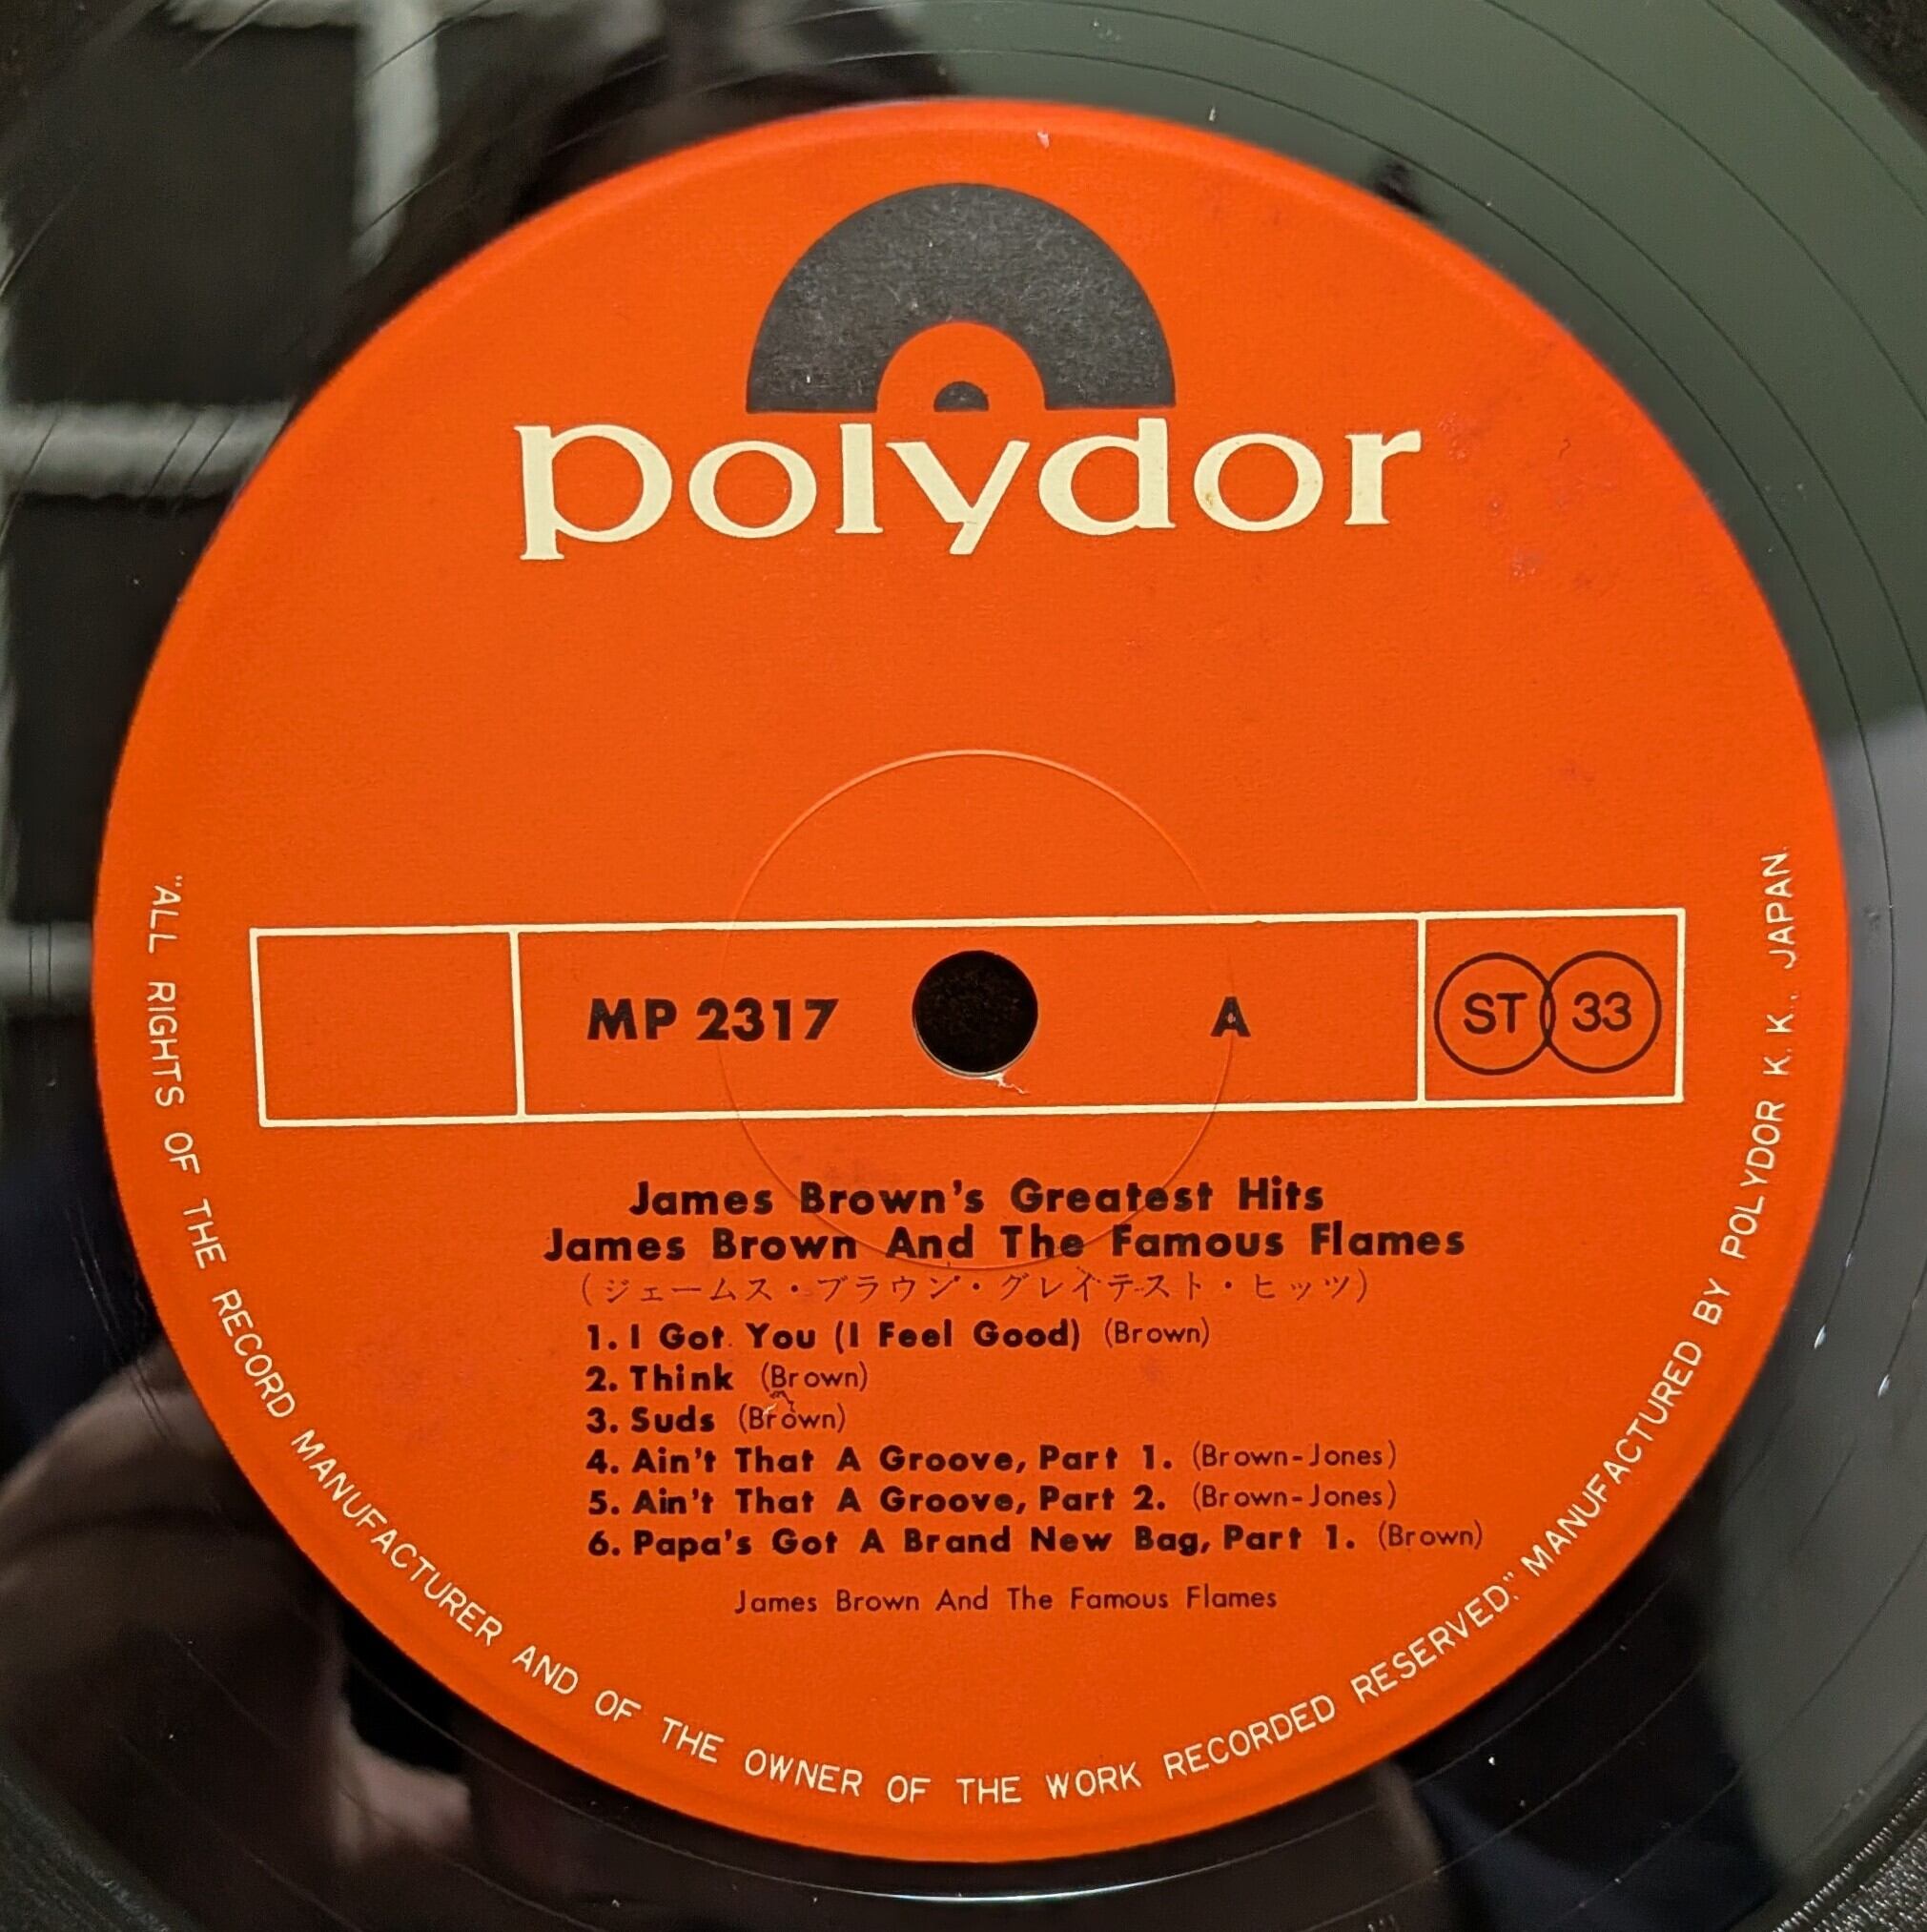 polydor
MP 2317 A ST 33
James Brown's Greatest Hits
James Brown And The Famous Flames
(ジェームス・ブラウン・グレイテスト・ヒッツ)
1. I Got You (I Feel Good) (Brown)
2. Think (Brown)
3. Suds (Brown)
4. Ain't That A Groove, Part 1. (Brown-Jones)
5. Ain't That A Groove, Part 2. (Brown-Jones)
6. Papa's Got A Brand New Bag, Part 1. (Brown)
James Brown And The Famous Flames
"ALL RIGHTS OF THE RECORD MANUFACTURER AND OF THE OWNER OF THE WORK RECORDED RESERVED." MANUFACTURED BY POLYDOR K. K., JAPAN.